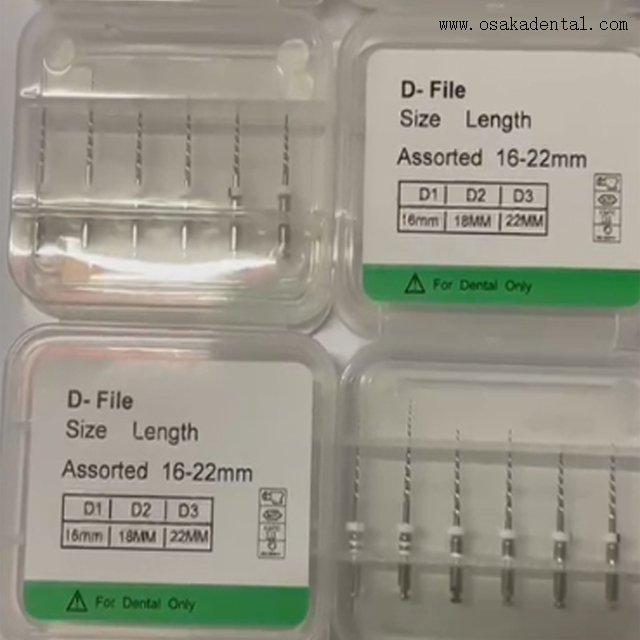 www.osakadental.com
D- File
Size Length
Assorted 16-22mm
D1 D2 D3
16mm 18MM 22MM
For Dental Only
D- File
Size Length
Assorted 16-22mm
D1 D2 D3
16mm 18MM 22MM
For Dental Only